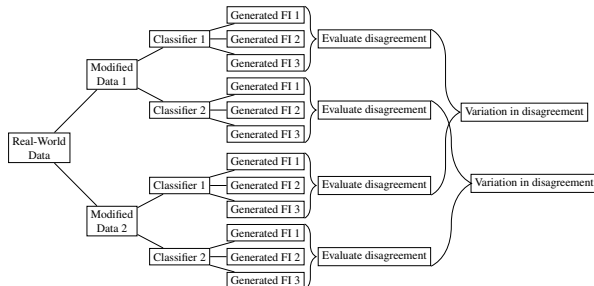 Real-World
Data
Modified
Data 1
Classifier 1
Generated FI 1
Generated FI 2
Generated FI 3
Evaluate disagreement
Classifier 2
Generated FI 1
Generated FI 2
Generated FI 3
Evaluate disagreement
Modified
Data 2
Classifier 1
Generated FI 1
Generated FI 2
Generated FI 3
Evaluate disagreement
Classifier 2
Generated FI 1
Generated FI 2
Generated FI 3
Evaluate disagreement
Variation in disagreement
Variation in disagreement